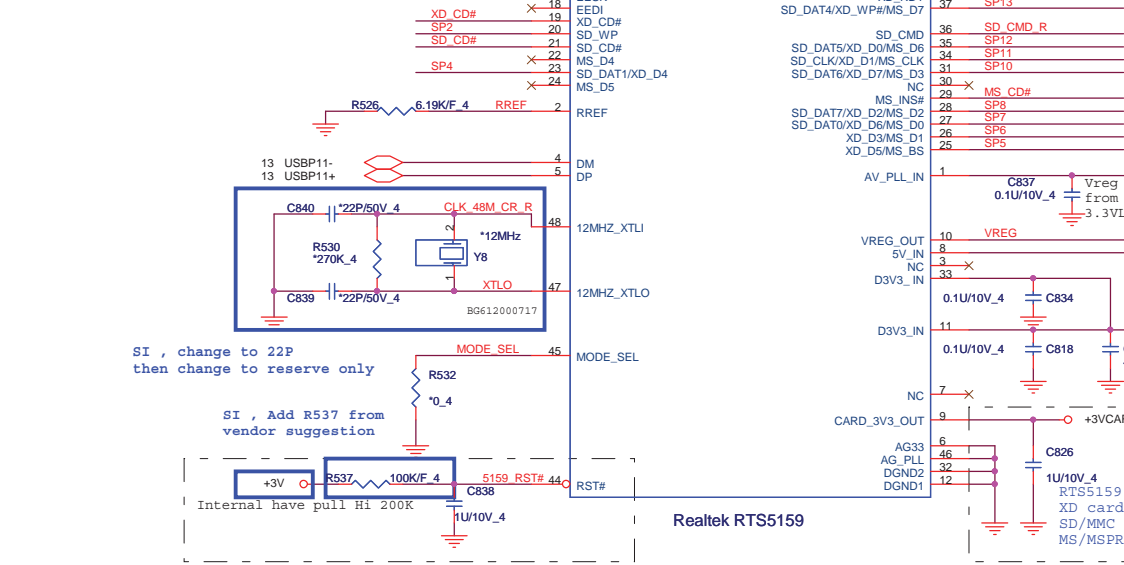 18 EEDI
XD_CD# 19 XD_CD#
SP2 20 SD_WP
SD_CD# 21 SD_CD#
22 MS_D4
SP4 23 SD_DAT1/XD_D4
24 MS_D5
R526 6.19K/F_4 RREF 2 RREF
13 USBP11- 4 DM
13 USBP11+ 5 DP
C840 *22P/50V_4 CLK_48M_CR_R
48 12MHZ_XTLI
2 *12MHz
R530 *270K_4
Y8
1
C839 *22P/50V_4 XTLO 47 12MHZ_XTLO
BG612000717
SI , change to 22P
then change to reserve only
MODE_SEL 45 MODE_SEL
R532
*0_4
SI , Add R537 from
vendor suggestion
+3V R537 100K/F_4 5159_RST# 44 RST#
Internal have pull Hi 200K
C838
1U/10V_4
Realtek RTS5159
SD_DAT4/XD_WP#/MS_D7 37 SP13
SD_CMD 36 SD_CMD_R
SD_DAT5/XD_D0/MS_D6 35 SP12
SD_CLK/XD_D1/MS_CLK 34 SP11
SD_DAT6/XD_D7/MS_D3 31 SP10
NC 30
MS_INS# 29 MS_CD#
SD_DAT7/XD_D2/MS_D2 28 SP8
SD_DAT0/XD_D6/MS_D0 27 SP7
XD_D3/MS_D1 26 SP6
XD_D5/MS_BS 25 SP5
AV_PLL_IN 1
C837
0.1U/10V_4
Vreg
from
3.3VL
VREG_OUT 10 VREG
5V_IN 8
NC 3
D3V3_IN 33
0.1U/10V_4 C834
D3V3_IN 11
0.1U/10V_4 C818
NC 7
CARD_3V3_OUT 9
+3VCAR
AG33 6
AG_PLL 46
DGND2 32
DGND1 12
C826
1U/10V_4
RTS5159
XD card
SD/MMC
MS/MSPR